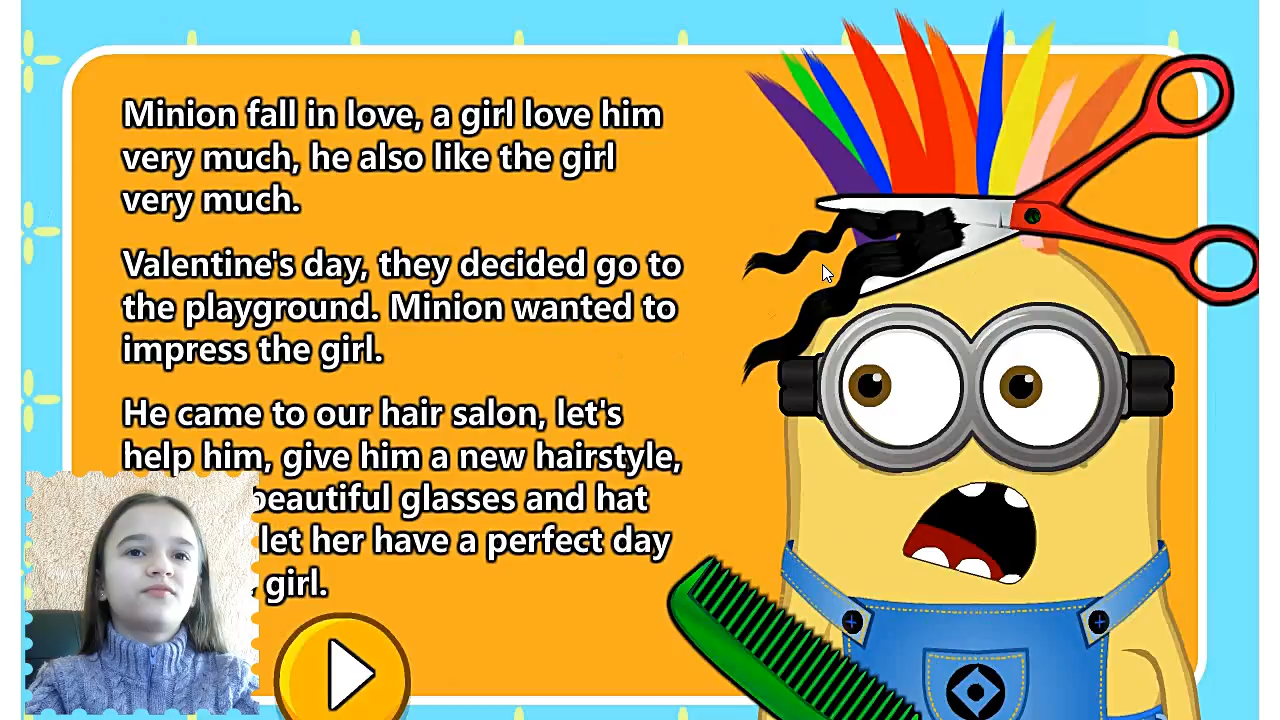 Minion fall in love, a girl love him
very much, he also like the girl
very much.
Valentine's day, they decided go to
the playground. Minion wanted to
impress the girl.
He came to our hair salon, let's
help him, give him a new hairstyle,
beautiful glasses and hat
let her have a perfect day
girl.